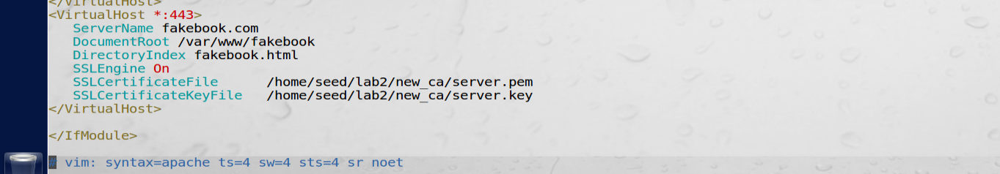 </VirtualHost>
<VirtualHost *:443>
ServerName fakebook.com
DocumentRoot /var/www/fakebook
DirectoryIndex fakebook.html
SSLEngine On
SSLCertificateFile /home/seed/lab2/new_ca/server.pem
SSLCertificateKeyFile /home/seed/lab2/new_ca/server.key
</VirtualHost>
</IfModule>
# vim: syntax=apache ts=4 sw=4 sts=4 sr noet